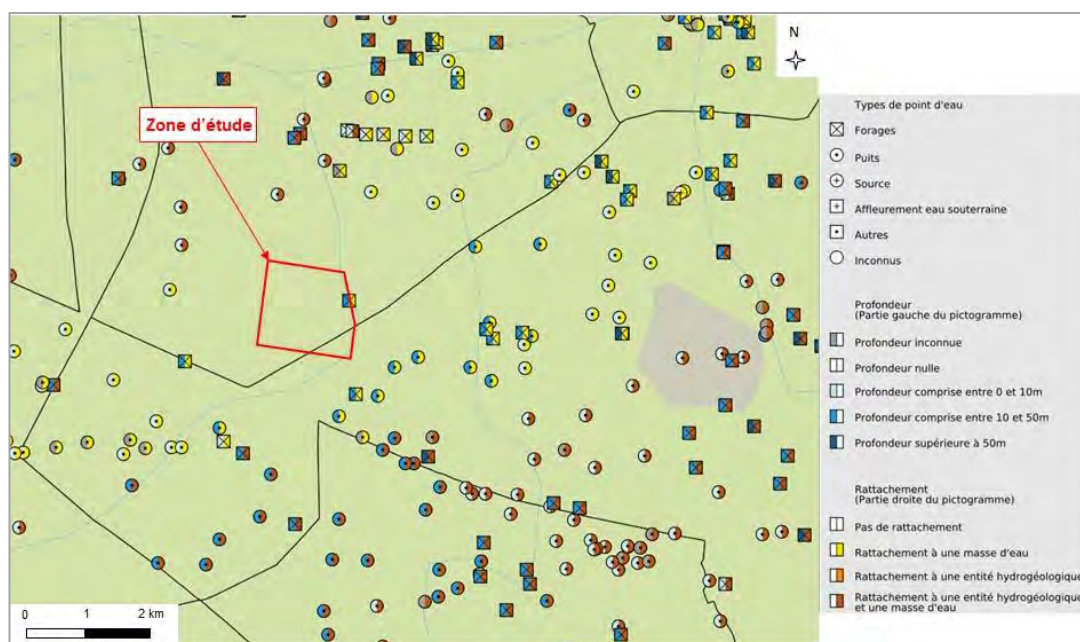 N
Zone d'étude
Types de point d'eau
Forages
Puits
Source
Affleurement eau souterraine
Autres
Inconnus
Profondeur
(Partie gauche du pictogramme)
Profondeur inconnue
Profondeur nulle
Profondeur comprise entre 0 et 10m
Profondeur comprise entre 10 et 50m
Profondeur supérieure à 50m
Rattachement
(Partie droite du pictogramme)
Pas de rattachement
Rattachement à une masse d'eau
Rattachement à une entité hydrogéologique
Rattachement à une entité hydrogéologique
et une masse d'eau
0 1 2 km